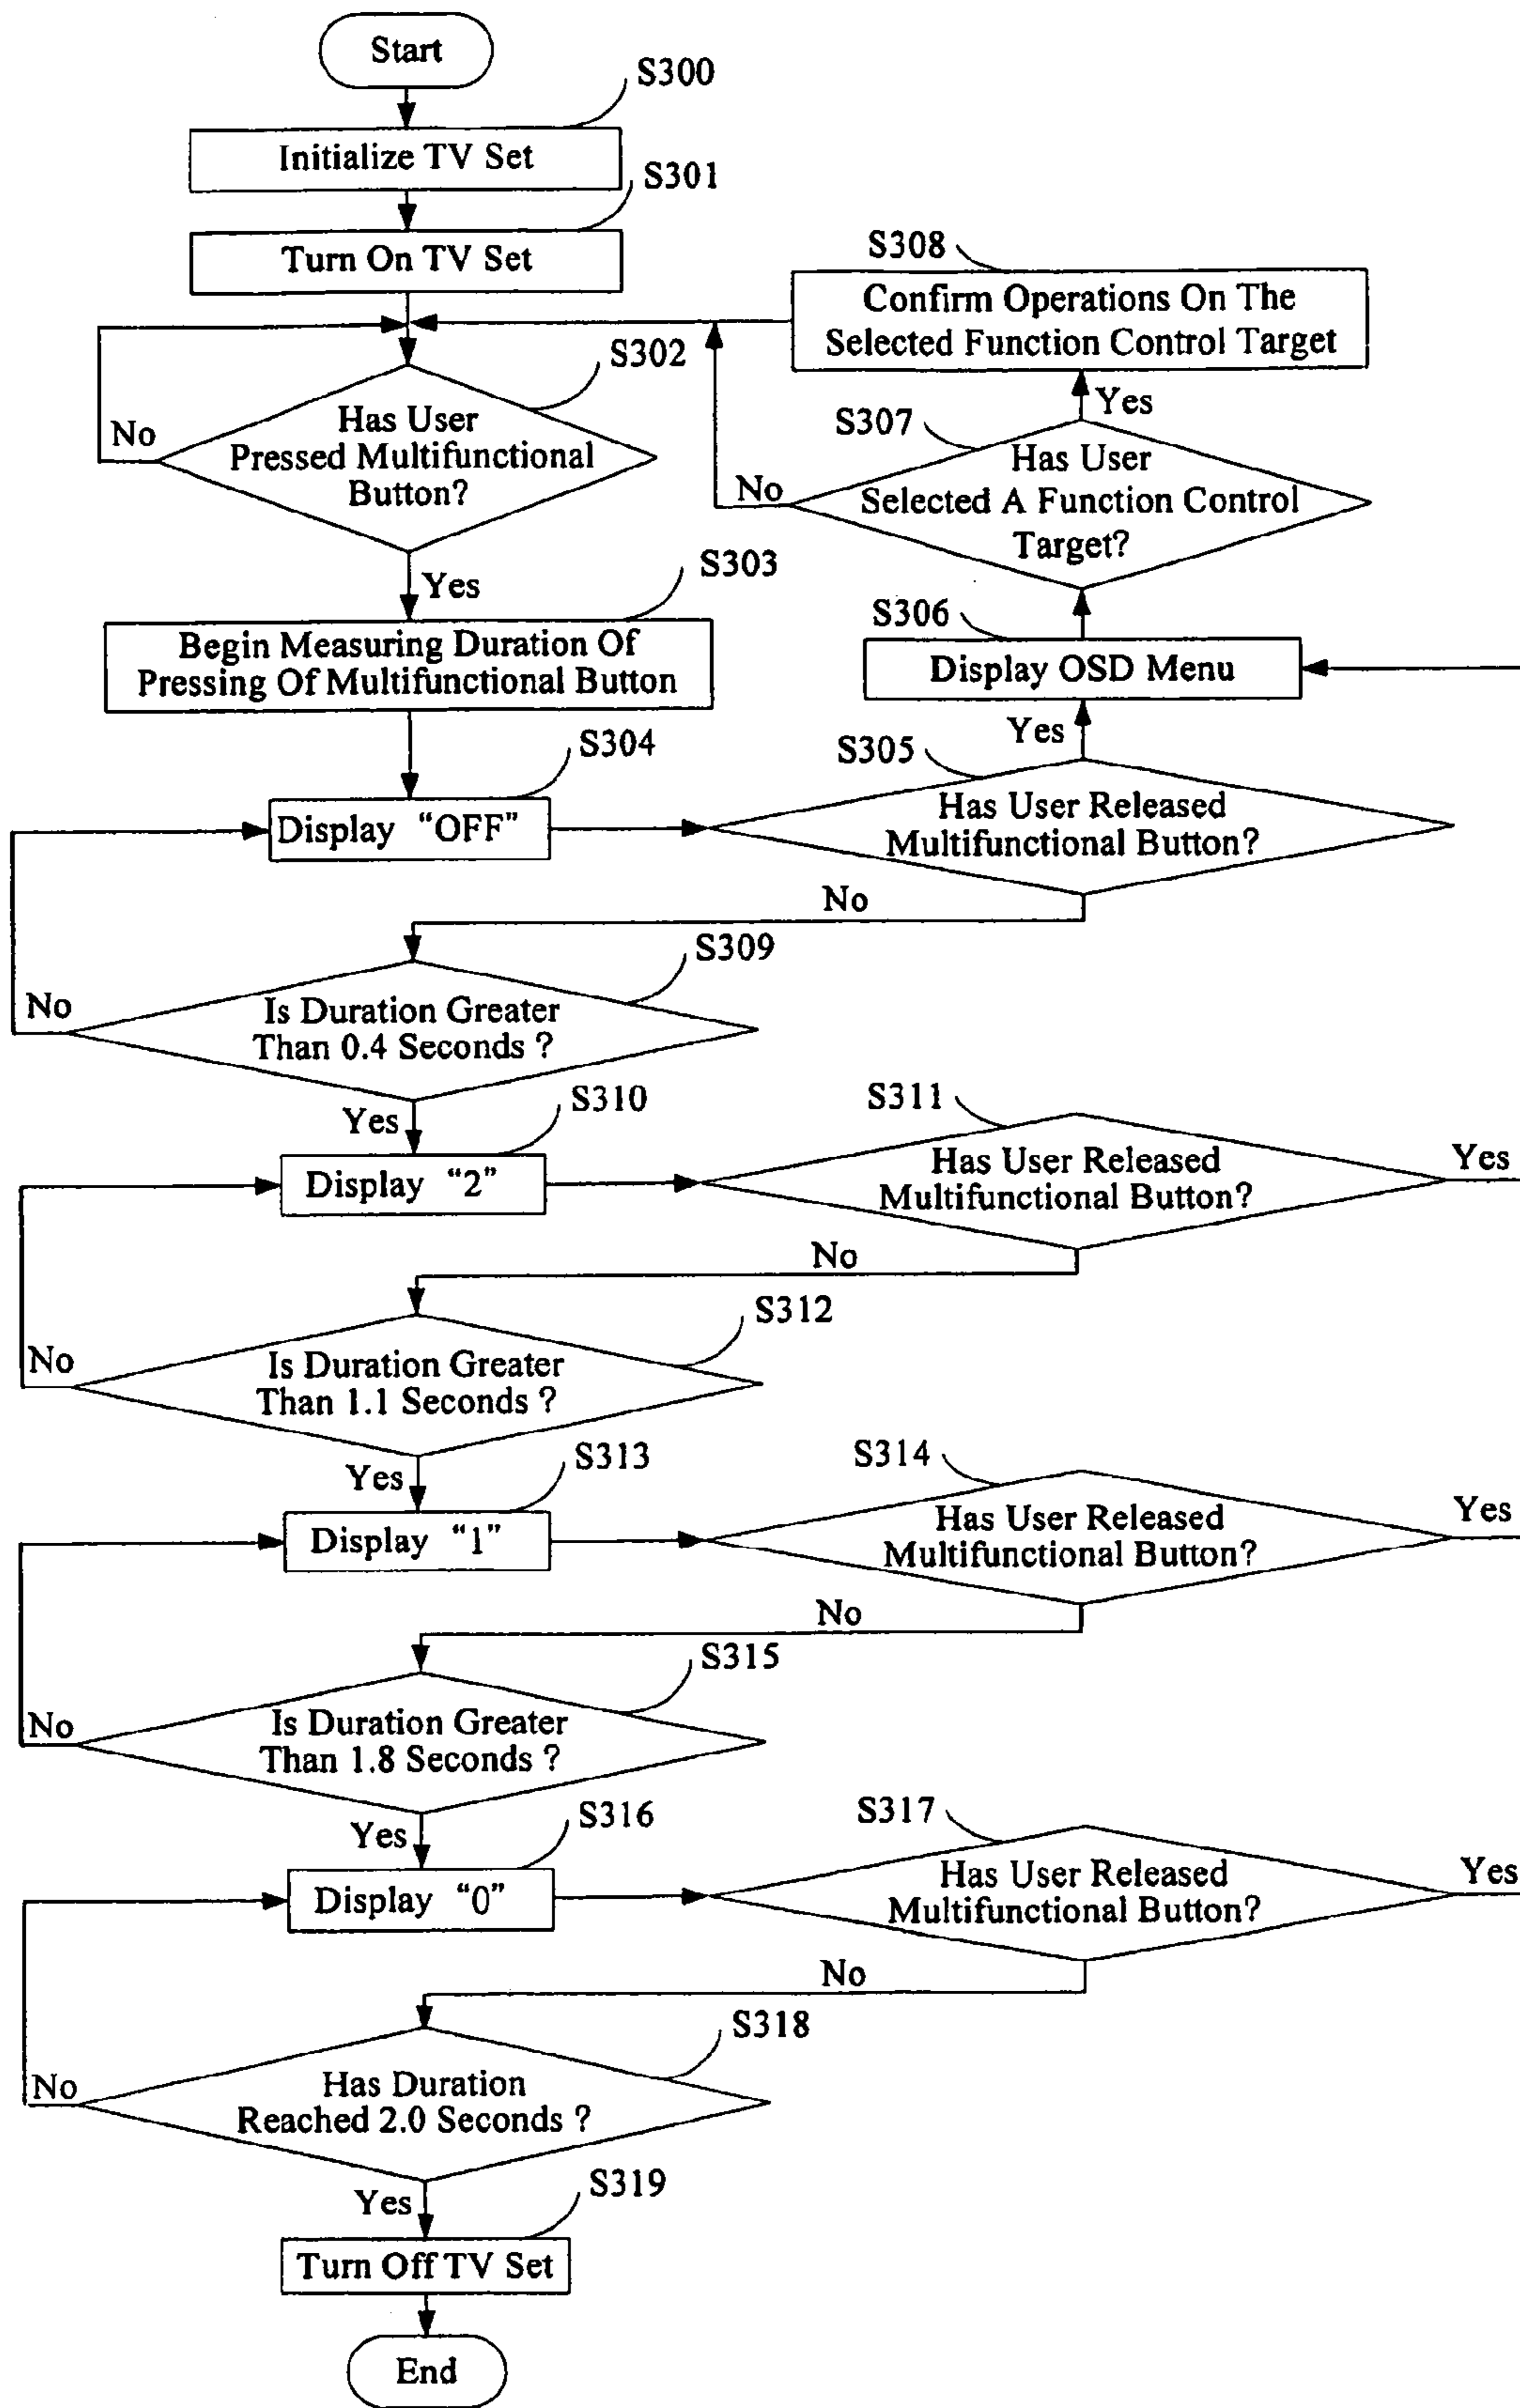 Start
S300
Initialize TV Set
S301
Turn On TV Set
S308
Confirm Operations On The
Selected Function Control Target
S302
Has User
Pressed Multifunctional
Button?
No
Yes
S307
Has User
Selected A Function Control
Target?
No
Yes
S303
Begin Measuring Duration Of
Pressing Of Multifunctional Button
S306
Display OSD Menu
Yes
S304
Display “OFF”
S305
Has User Released
Multifunctional Button?
No
S309
Is Duration Greater
Than 0.4 Seconds ?
No
Yes
S310
Display “2”
S311
Has User Released
Multifunctional Button?
Yes
No
S312
Is Duration Greater
Than 1.1 Seconds ?
No
Yes
S313
Display “1”
S314
Has User Released
Multifunctional Button?
Yes
No
S315
Is Duration Greater
Than 1.8 Seconds ?
No
Yes
S316
Display “0”
S317
Has User Released
Multifunctional Button?
Yes
No
S318
Has Duration
Reached 2.0 Seconds ?
No
Yes
S319
Turn Off TV Set
End